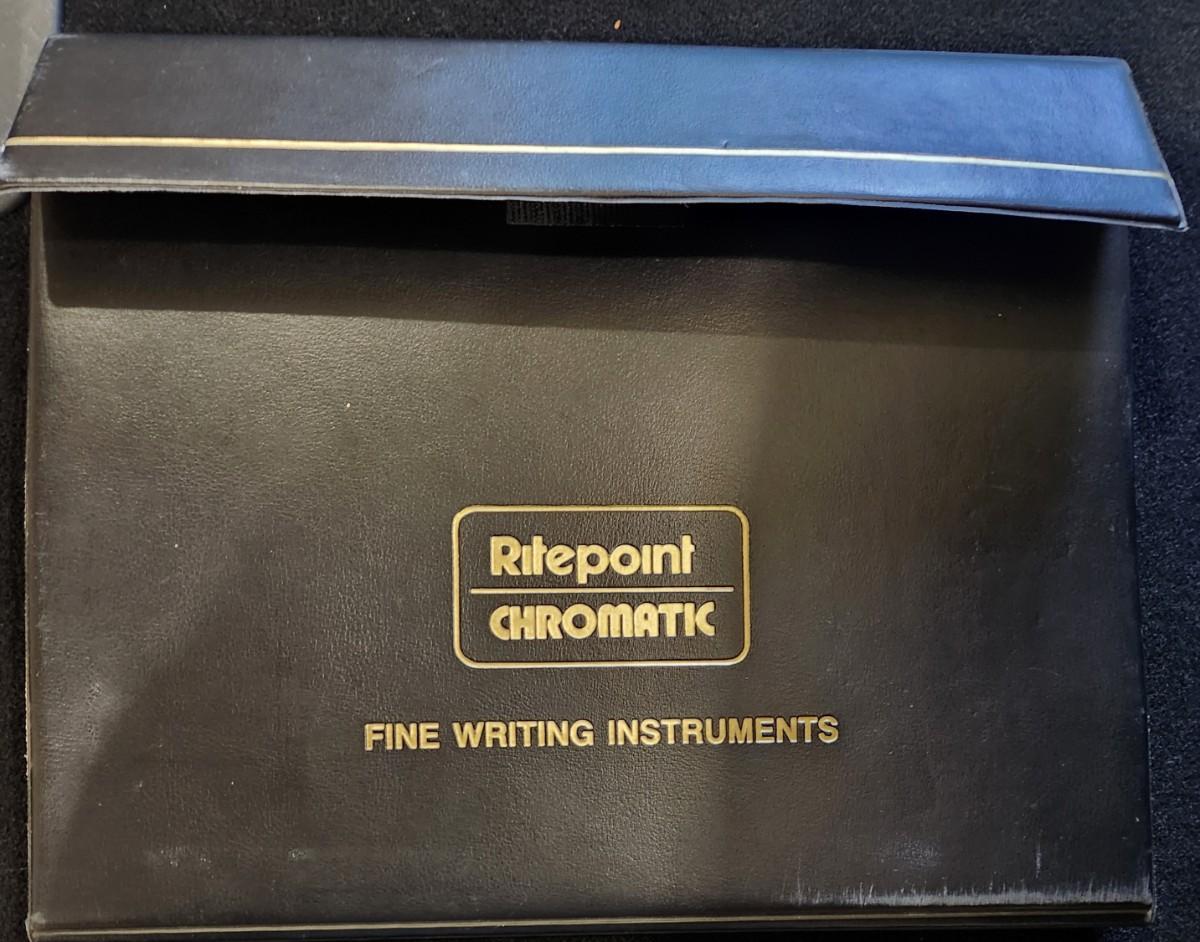 Ritepoint
CHROMATIC
FINE WRITING INSTRUMENTS